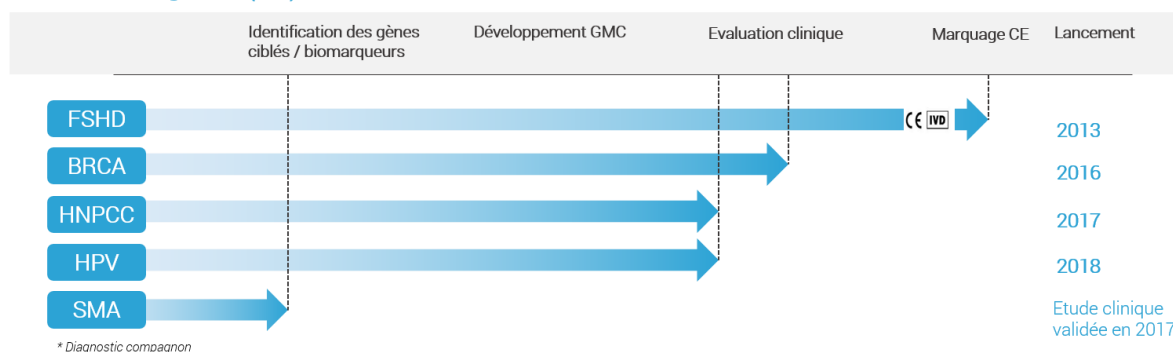 Identification des gènes
ciblés / biomarqueurs
Développement GMC
Evaluation clinique
Marquage CE
Lancement
FSHD
CE IVD
2013
BRCA
2016
HNPCC
2017
HPV
2018
SMA
Etude clinique
validée en 2017
* Diagnostic compagnon